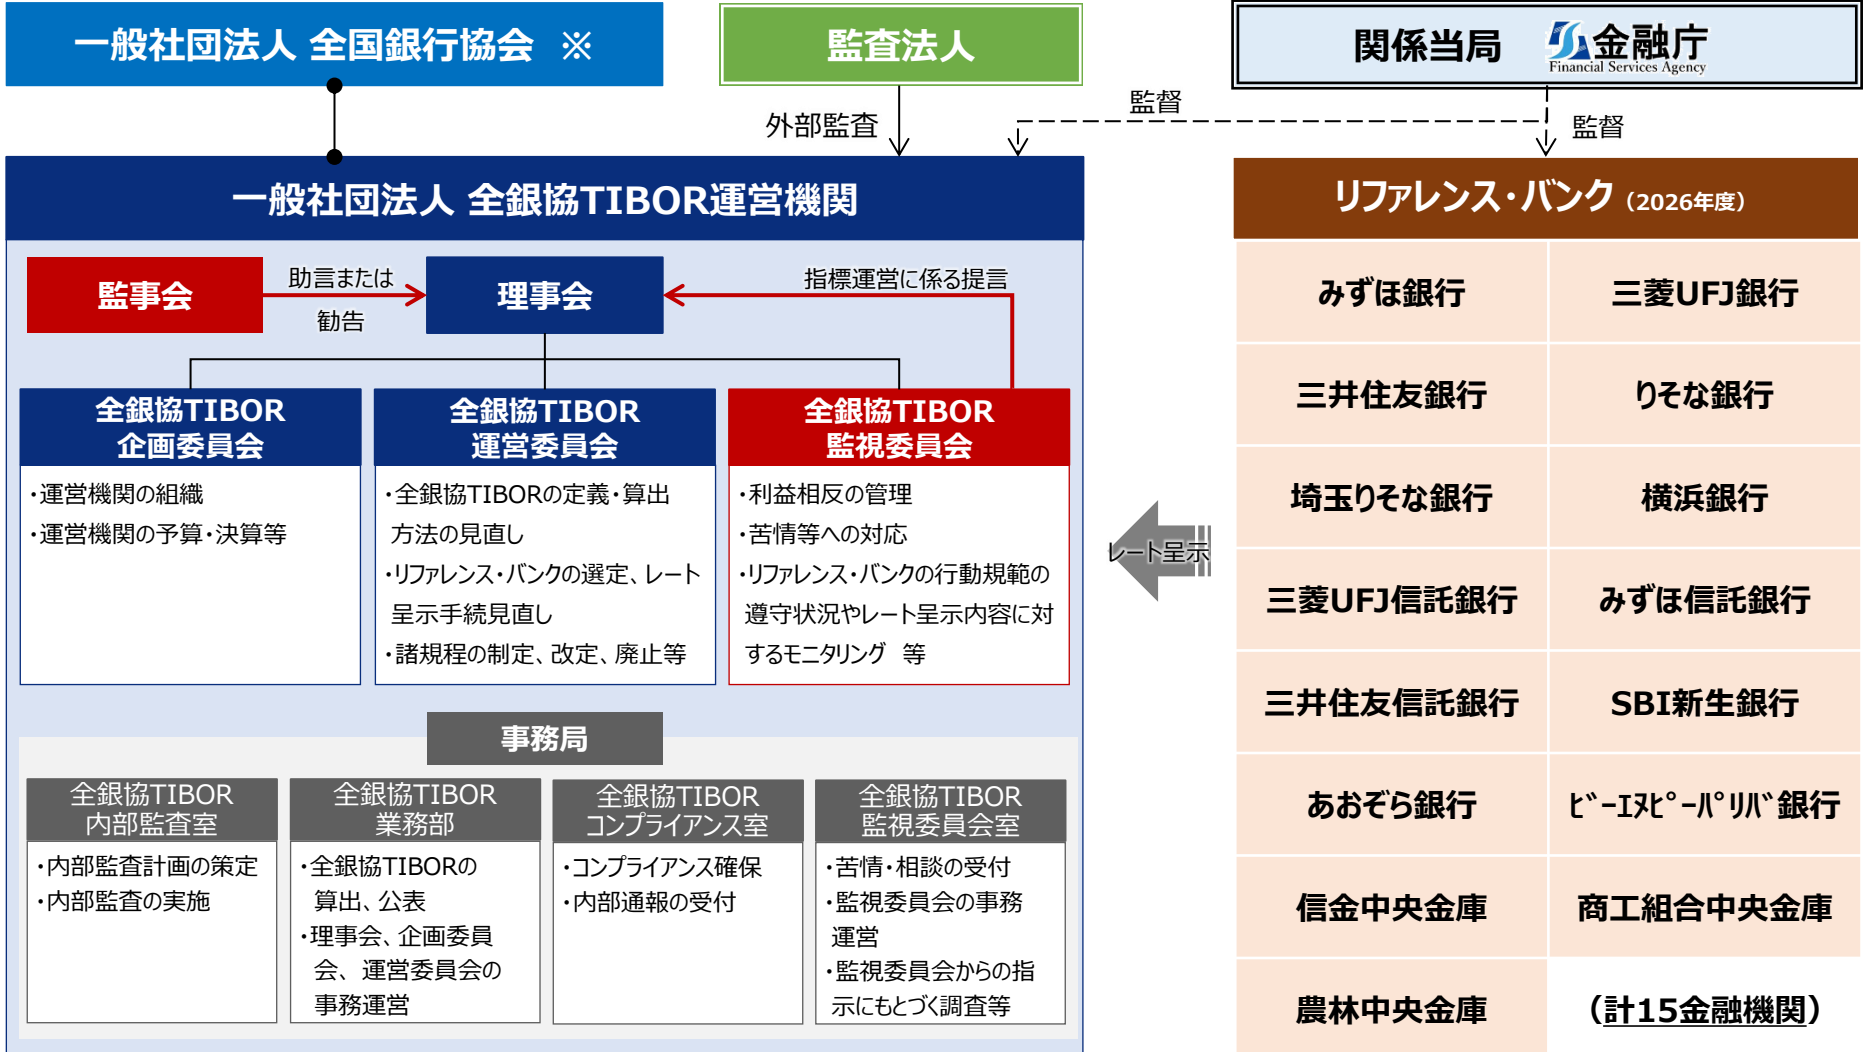 一般社団法人 全国銀行協会 ※
監査法人
関係当局
金融庁
Financial Services Agency
外部監査
監督
監督
一般社団法人 全銀協TIBOR運営機関
監事会
助言または
勧告
理事会
指標運営に係る提言
全銀協TIBOR
企画委員会
・運営機関の組織
・運営機関の予算・決算等
全銀協TIBOR
運営委員会
・全銀協TIBORの定義・算出
方法の見直し
・リファレンス・バンクの選定、レート
呈示手続見直し
・諸規程の制定、改定、廃止等
全銀協TIBOR
監視委員会
・利益相反の管理
・苦情等への対応
・リファレンス・バンクの行動規範の
遵守状況やレート呈示内容に対
するモニタリング 等
事務局
全銀協TIBOR
内部監査室
・内部監査計画の策定
・内部監査の実施
全銀協TIBOR
業務部
・全銀協TIBORの
算出、公表
・理事会、企画委員
会、運営委員会の
事務運営
全銀協TIBOR
コンプライアンス室
・コンプライアンス確保
・内部通報の受付
全銀協TIBOR
監視委員会室
・苦情・相談の受付
・監視委員会の事務
運営
・監視委員会からの指
示にもとづく調査等
レート呈示
リファレンス・バンク（2026年度）
みずほ銀行
三菱UFJ銀行
三井住友銀行
りそな銀行
埼玉りそな銀行
横浜銀行
三菱UFJ信託銀行
みずほ信託銀行
三井住友信託銀行
SBI新生銀行
あおぞら銀行
ﾋﾞｰｴﾇﾋﾟｰﾊﾟﾘﾊﾞ銀行
信金中央金庫
商工組合中央金庫
農林中央金庫
（計15金融機関）